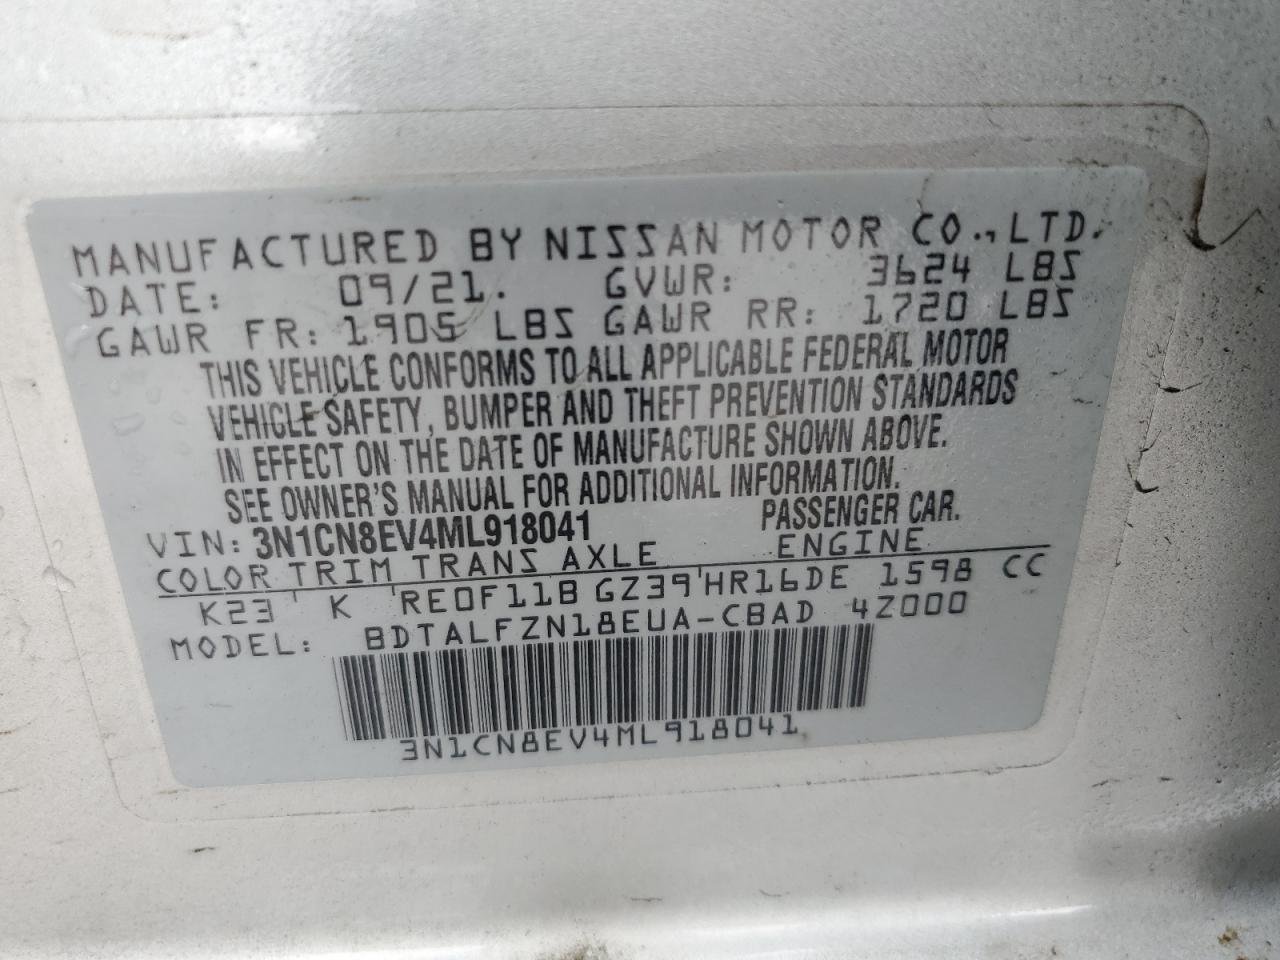 MANUFACTURED BY NISSAN MOTOR CO., LTD.
DATE: 09/21. GVWR: 3624 LBS
GAWR FR: 1905 LBS GAWR RR: 1720 LBS
THIS VEHICLE CONFORMS TO ALL APPLICABLE FEDERAL MOTOR
VEHICLE SAFETY, BUMPER AND THEFT PREVENTION STANDARDS
IN EFFECT ON THE DATE OF MANUFACTURE SHOWN ABOVE.
SEE OWNER'S MANUAL FOR ADDITIONAL INFORMATION.
VIN: 3N1CN8EV4ML918041 PASSENGER CAR.
COLOR TRIM TRANS AXLE ENGINE
K23 ' K ' RE0F11B GZ39 ' HR16DE 1598 CC
MODEL: BDTALFZN18EUA-CBAD 4Z000
3N1CN8EV4ML918041